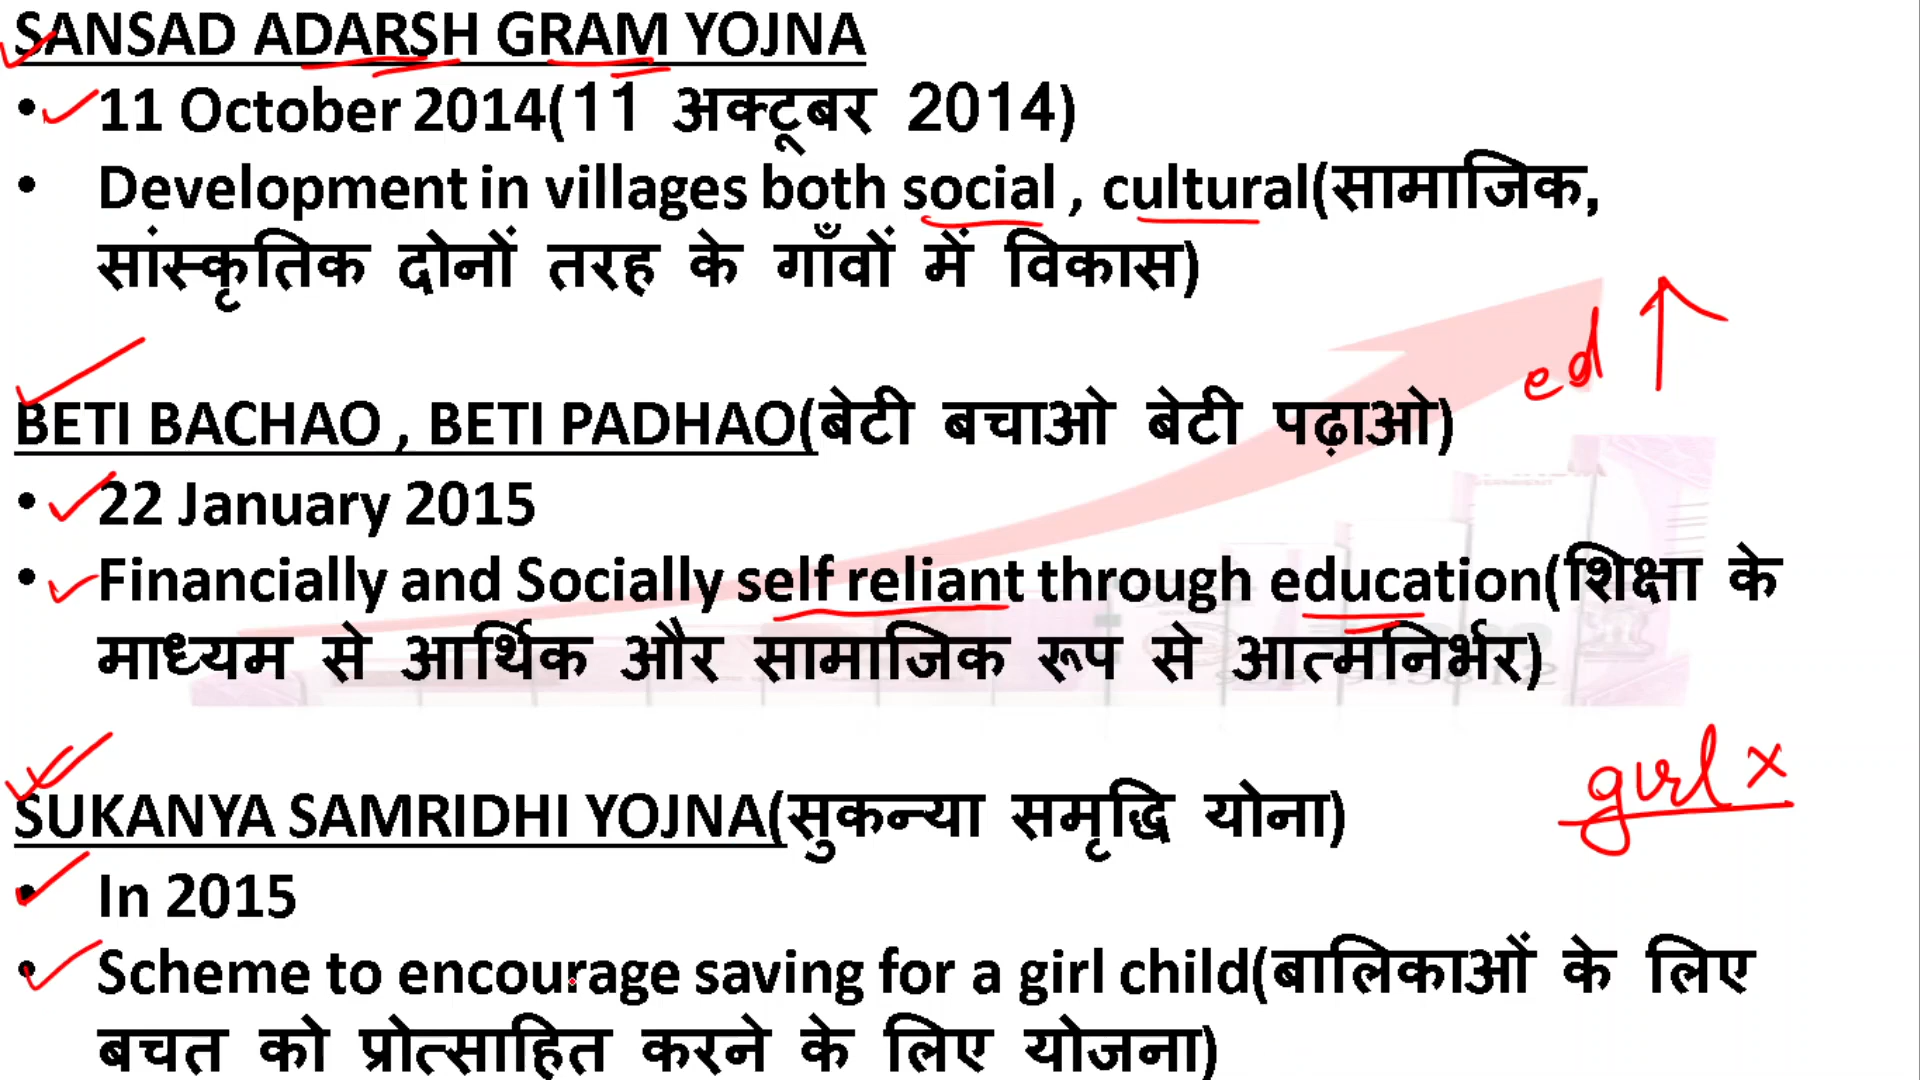 SANSAD ADARSH GRAM YOJNA
• 11 October 2014(11 अक्टूबर 2014)
• Development in villages both social , cultural(सामाजिक,
सांस्कृतिक दोनों तरह के गाँवों में विकास)
ed ↑
BETI BACHAO , BETI PADHAO(बेटी बचाओ बेटी पढ़ाओ)
• 22 January 2015
• Financially and Socially self reliant through education(शिक्षा के
माध्यम से आर्थिक और सामाजिक रूप से आत्मनिर्भर)
girl x
SUKANYA SAMRIDHI YOJNA(सुकन्या समृद्धि योना)
• In 2015
• Scheme to encourage saving for a girl child(बालिकाओं के लिए
बचत को प्रोत्साहित करने के लिए योजना)